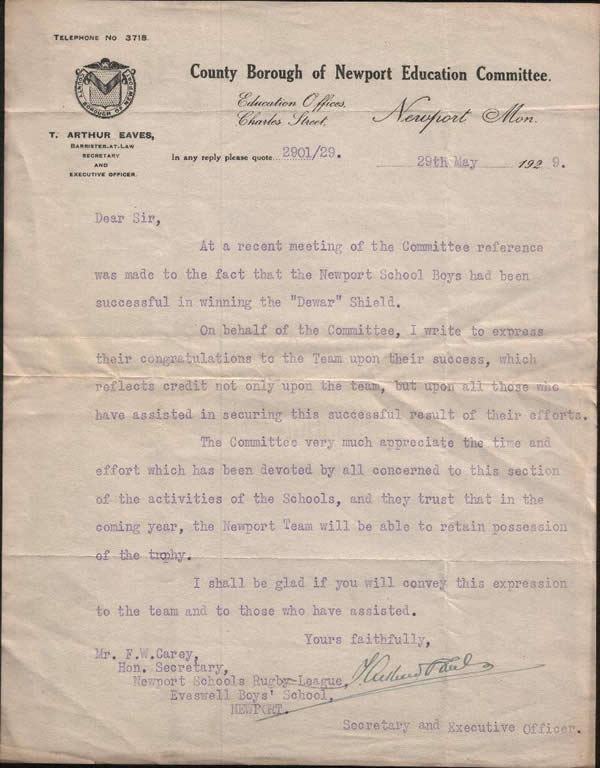 TELEPHONE NO 3718.
COUNTY BOROUGH OF NEWPORT
County Borough of Newport Education Committee.
Education Offices,
Charles Street,
Newport Mon.
T. ARTHUR EAVES,
BARRISTER-AT-LAW
SECRETARY
AND
EXECUTIVE OFFICER.
In any reply please quote...2901/29.
29th May 1929.
Dear Sir,
At a recent meeting of the Committee reference
was made to the fact that the Newport School Boys had been
successful in winning the "Dewar" Shield.
On behalf of the Committee, I write to express
their congratulations to the Team upon their success, which
reflects credit not only upon the team, but upon all those who
have assisted in securing this successful result of their efforts.
The Committee very much appreciate the time and
effort which has been devoted by all concerned to this section
of the activities of the Schools, and they trust that in the
coming year, the Newport Team will be able to retain possession
of the trophy.
I shall be glad if you will convey this expression
to the team and to those who have assisted.
Yours faithfully,
Mr. F.W.Carey,
Hon. Secretary,
Newport Schools Rugby League,
Eveswell Boys' School,
NEWPORT.
Secretary and Executive Officer.